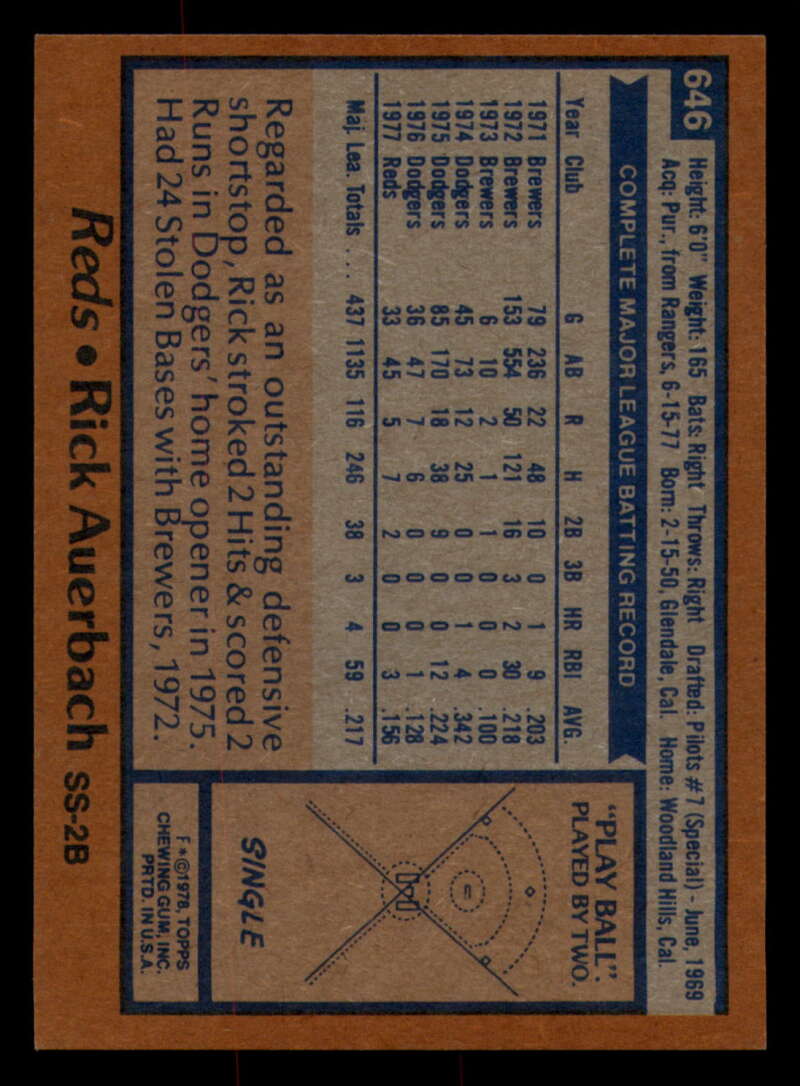 646
Height: 6'0" Weight: 165 Bats: Right Throws: Right Drafted: Pilots #7 (Special) - June, 1969
Acq: Pur., from Rangers, 6-15-77 Born: 2-15-50, Glendale, Cal. Home: Woodland Hills, Cal.
COMPLETE MAJOR LEAGUE BATTING RECORD
Year Club G AB R H 2B 3B HR RBI AVG.
1971 Brewers 79 236 22 48 10 0 1 9 .203
1972 Brewers 153 554 50 121 16 3 2 30 .218
1973 Brewers 6 10 2 1 1 0 0 0 .100
1974 Dodgers 45 73 12 25 0 0 1 4 .342
1975 Dodgers 85 170 18 38 9 0 0 12 .224
1976 Dodgers 36 47 7 6 0 0 0 1 .128
1977 Reds 33 45 5 7 2 0 0 3 .156
Maj. Lea. Totals . . . 437 1135 116 246 38 3 4 59 .217
Regarded as an outstanding defensive
shortstop, Rick stroked 2 Hits & scored 2
Runs in Dodgers' home opener in 1975.
Had 24 Stolen Bases with Brewers, 1972.
"PLAY BALL".
PLAYED BY TWO.
SINGLE
F * © 1978, TOPPS
CHEWING GUM, INC.
PRTD. IN U.S.A.
Reds • Rick Auerbach SS-2B